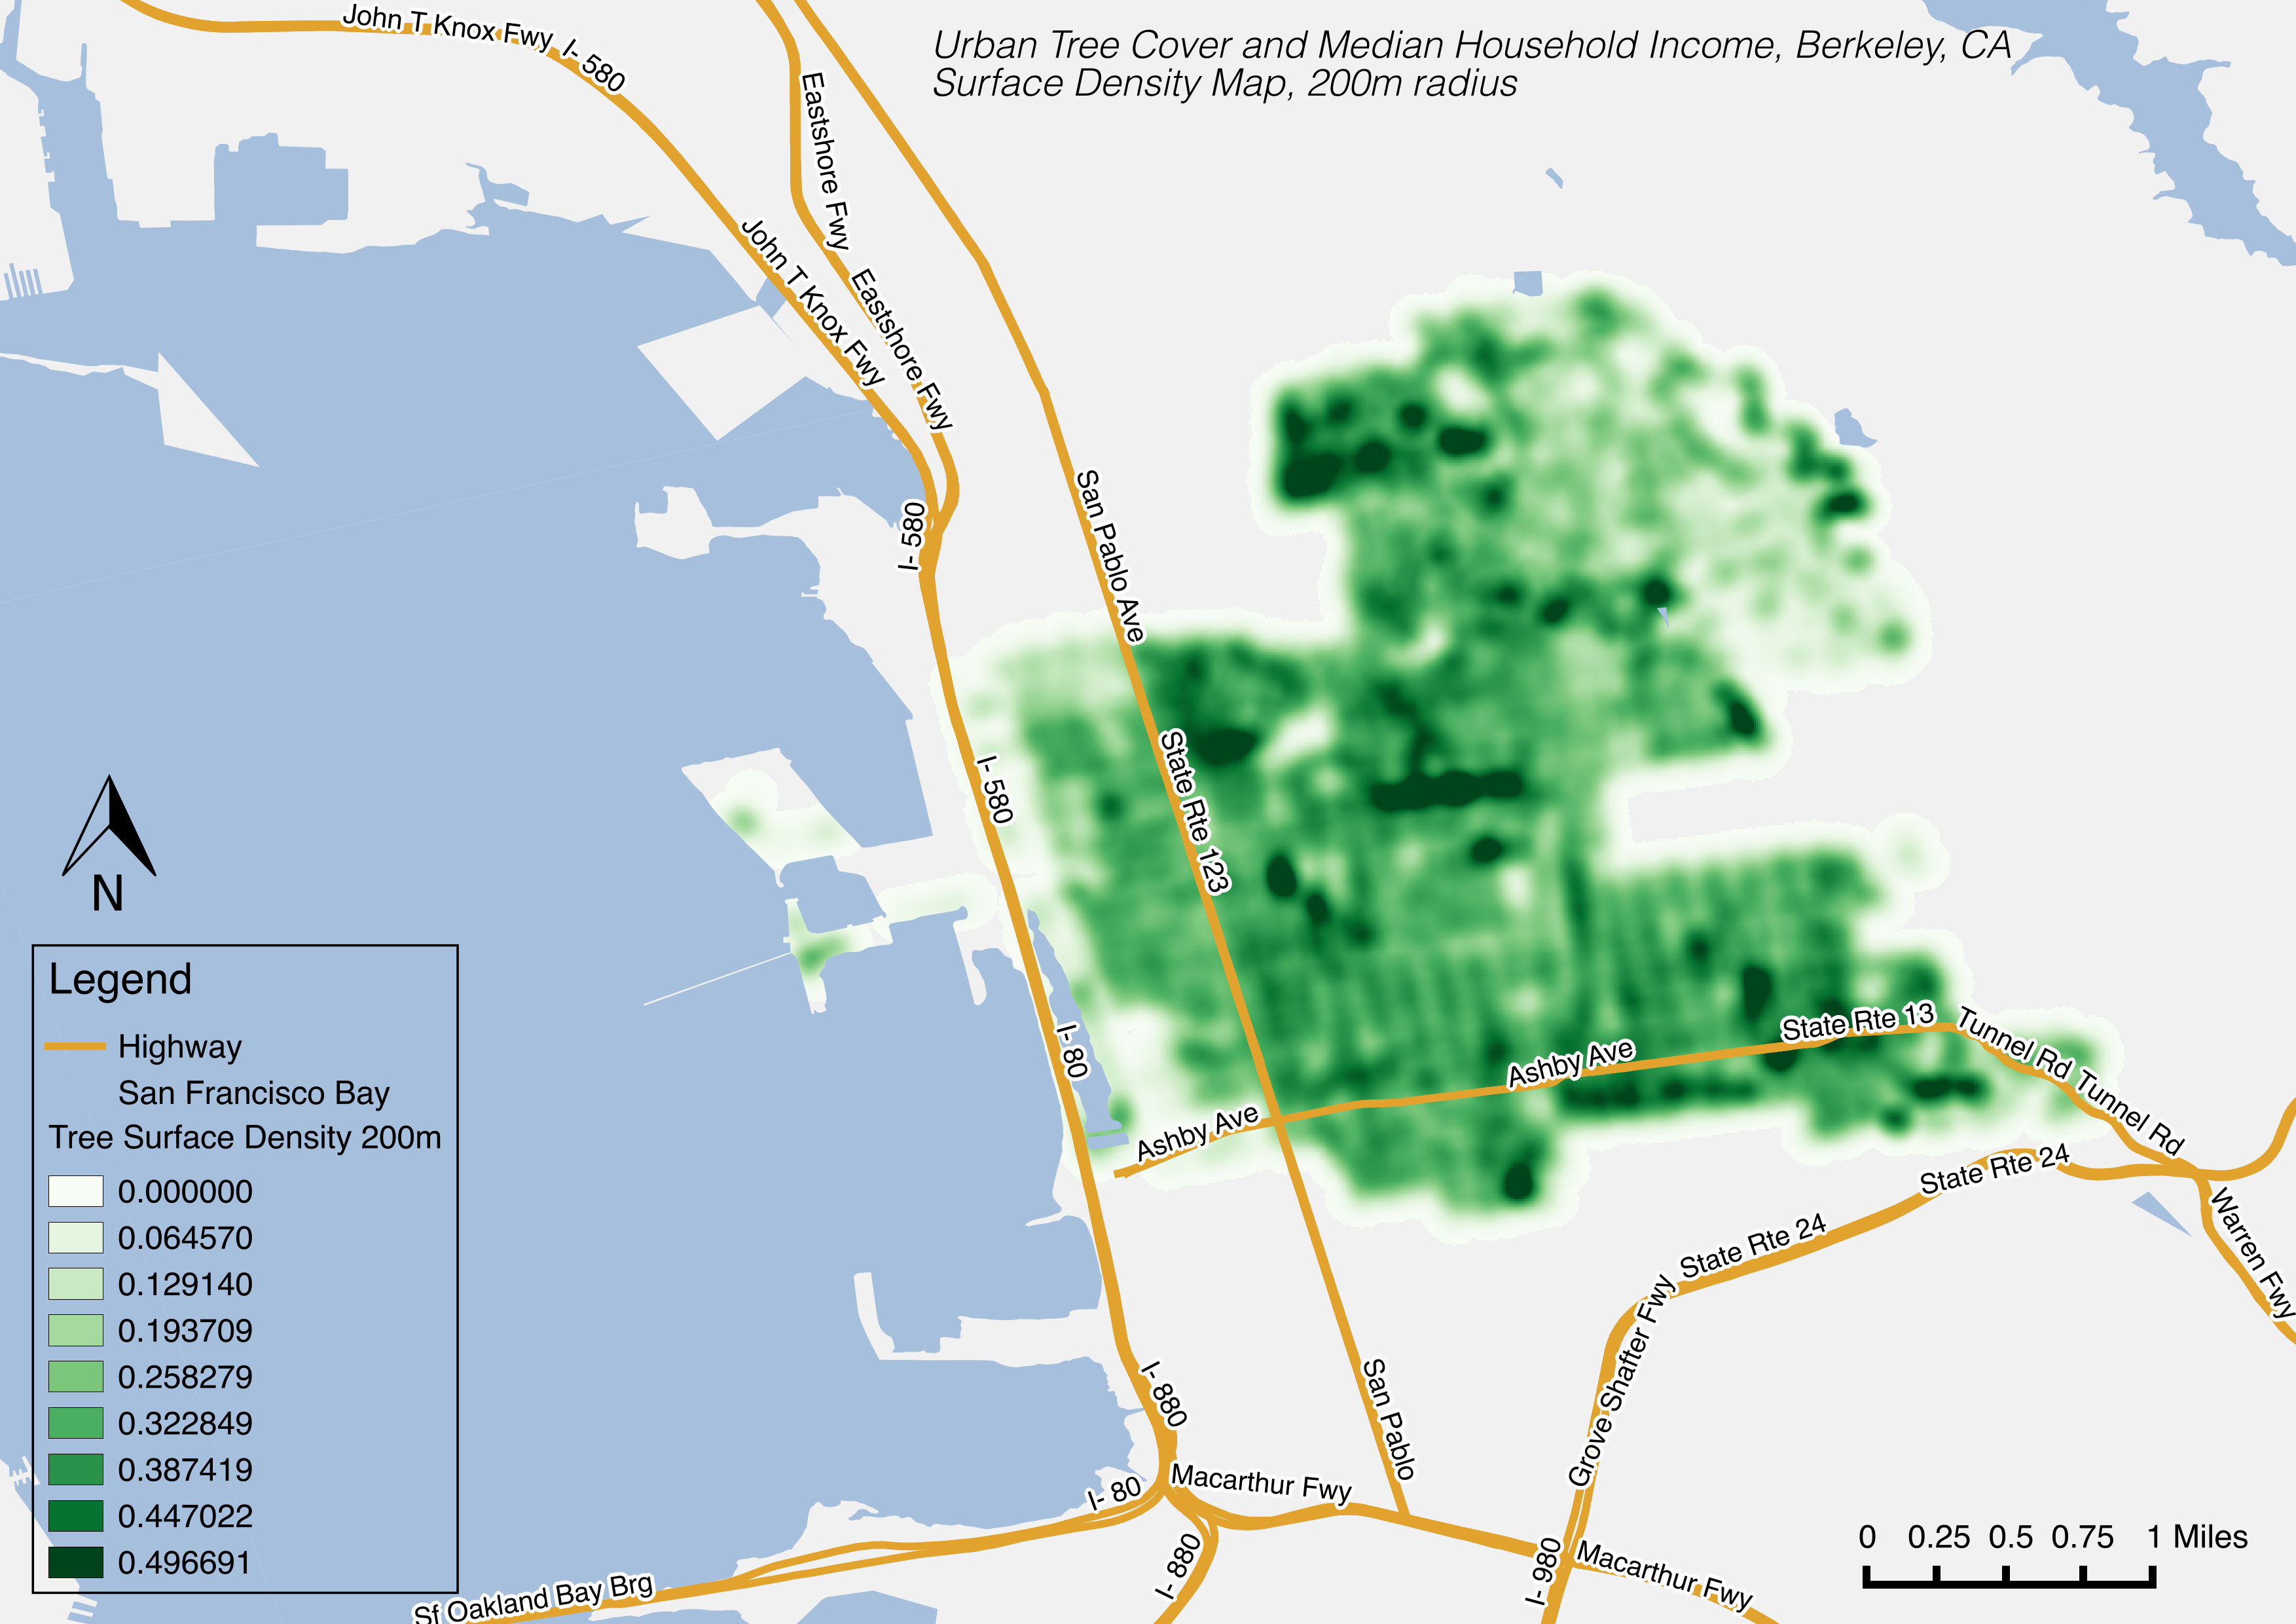 Urban Tree Cover and Median Household Income, Berkeley, CA
Surface Density Map, 200m radius
John T Knox Fwy
I- 580
Eastshore Fwy
John T Knox Fwy
Eastshore Fwy
San Pablo Ave
I- 580
State Rte 123
I- 580
I- 80
Ashby Ave
Ashby Ave
State Rte 13
Tunnel Rd
Tunnel Rd
State Rte 24
State Rte 24
Warren Fwy
Grove Shafter Fwy
San Pablo
I- 880
Macarthur Fwy
I- 80
I- 880
I- 980
Macarthur Fwy
Sf Oakland Bay Brg
N
Legend
Highway
San Francisco Bay
Tree Surface Density 200m
0.000000
0.064570
0.129140
0.193709
0.258279
0.322849
0.387419
0.447022
0.496691
0 0.25 0.5 0.75 1 Miles